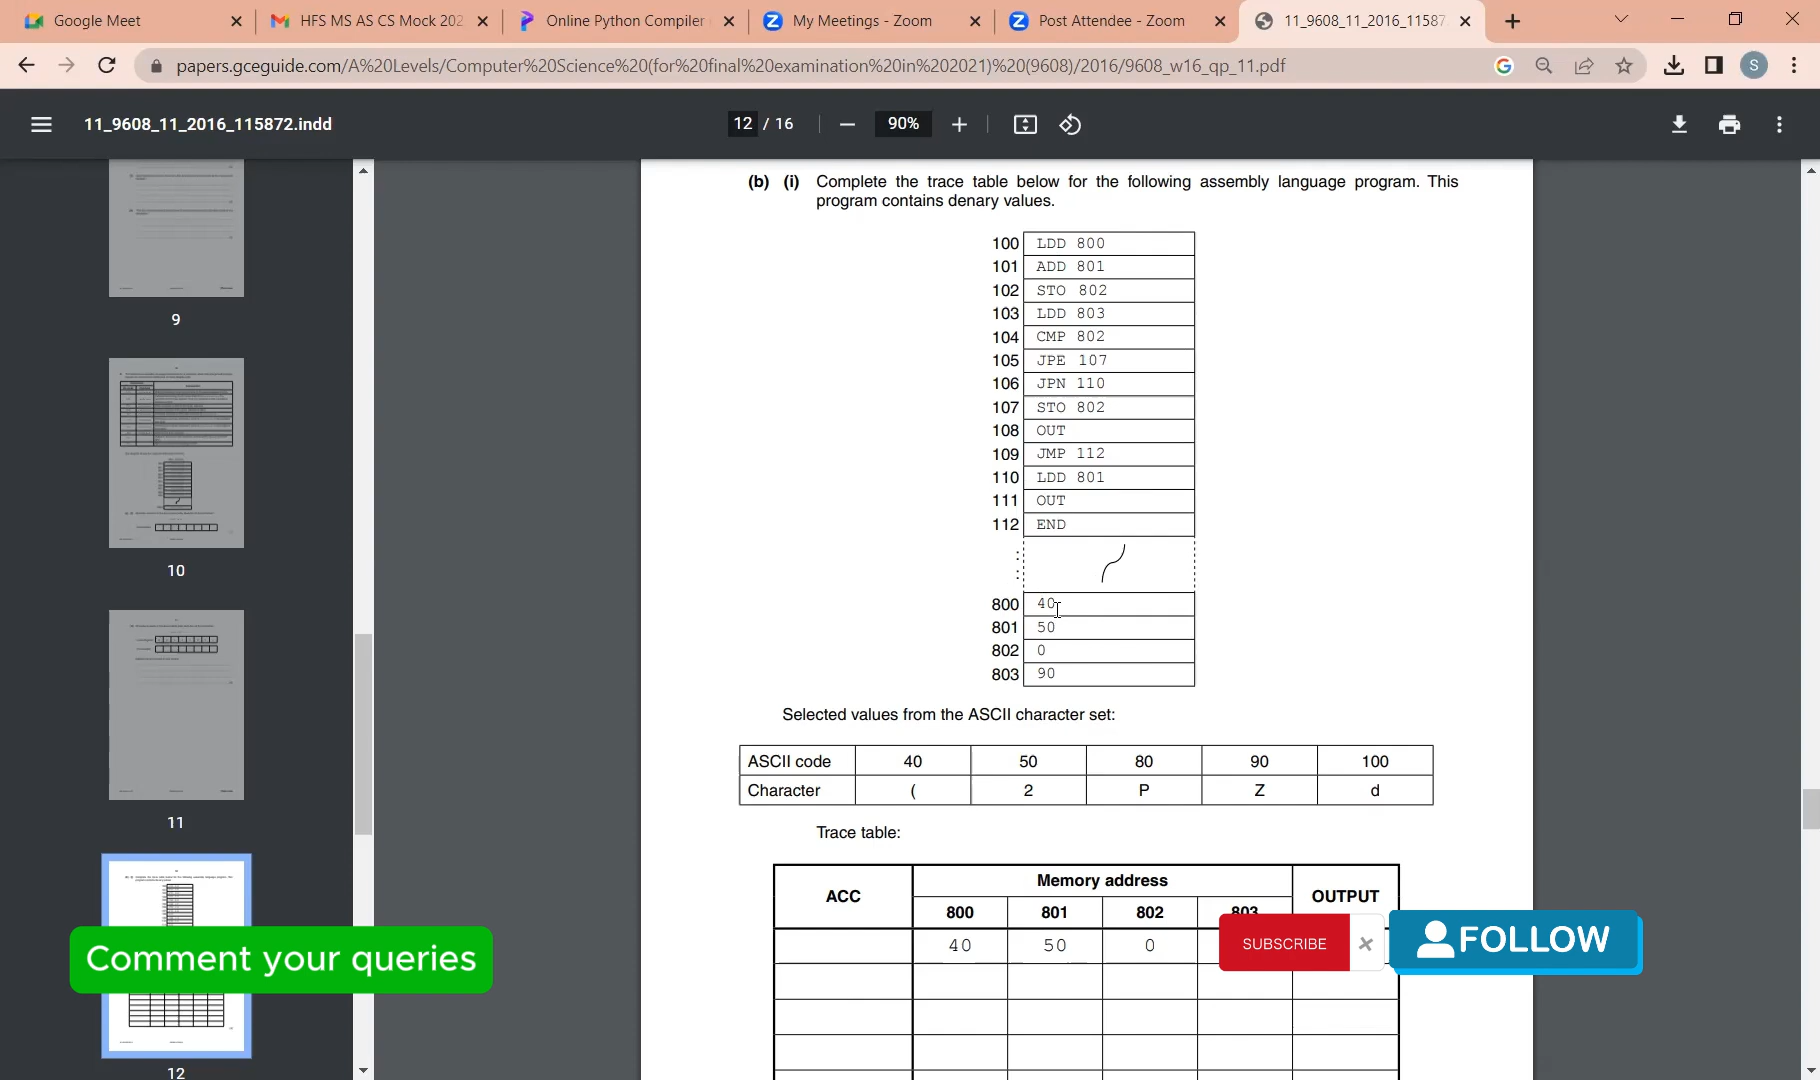 Google Meet
HFS MS AS CS Mock 202
Online Python Compiler
My Meetings - Zoom
Post Attendee - Zoom
11_9608_11_2016_11587
papers.gceguide.com/A%20Levels/Computer%20Science%20(for%20final%20examination%20in%202021)%20(9608)/2016/9608_w16_qp_11.pdf
S
11_9608_11_2016_115872.indd
12 / 16
90%
9
10
11
12
(b) (i) Complete the trace table below for the following assembly language program. This
program contains denary values.
100 LDD 800
101 ADD 801
102 STO 802
103 LDD 803
104 CMP 802
105 JPE 107
106 JPN 110
107 STO 802
108 OUT
109 JMP 112
110 LDD 801
111 OUT
112 END
800 40
801 50
802 0
803 90
Selected values from the ASCII character set:
ASCII code 40 50 80 90 100
Character ( 2 P Z d
Trace table:
ACC Memory address OUTPUT
800 801 802 803
40 50 0
Comment your queries
SUBSCRIBE
FOLLOW